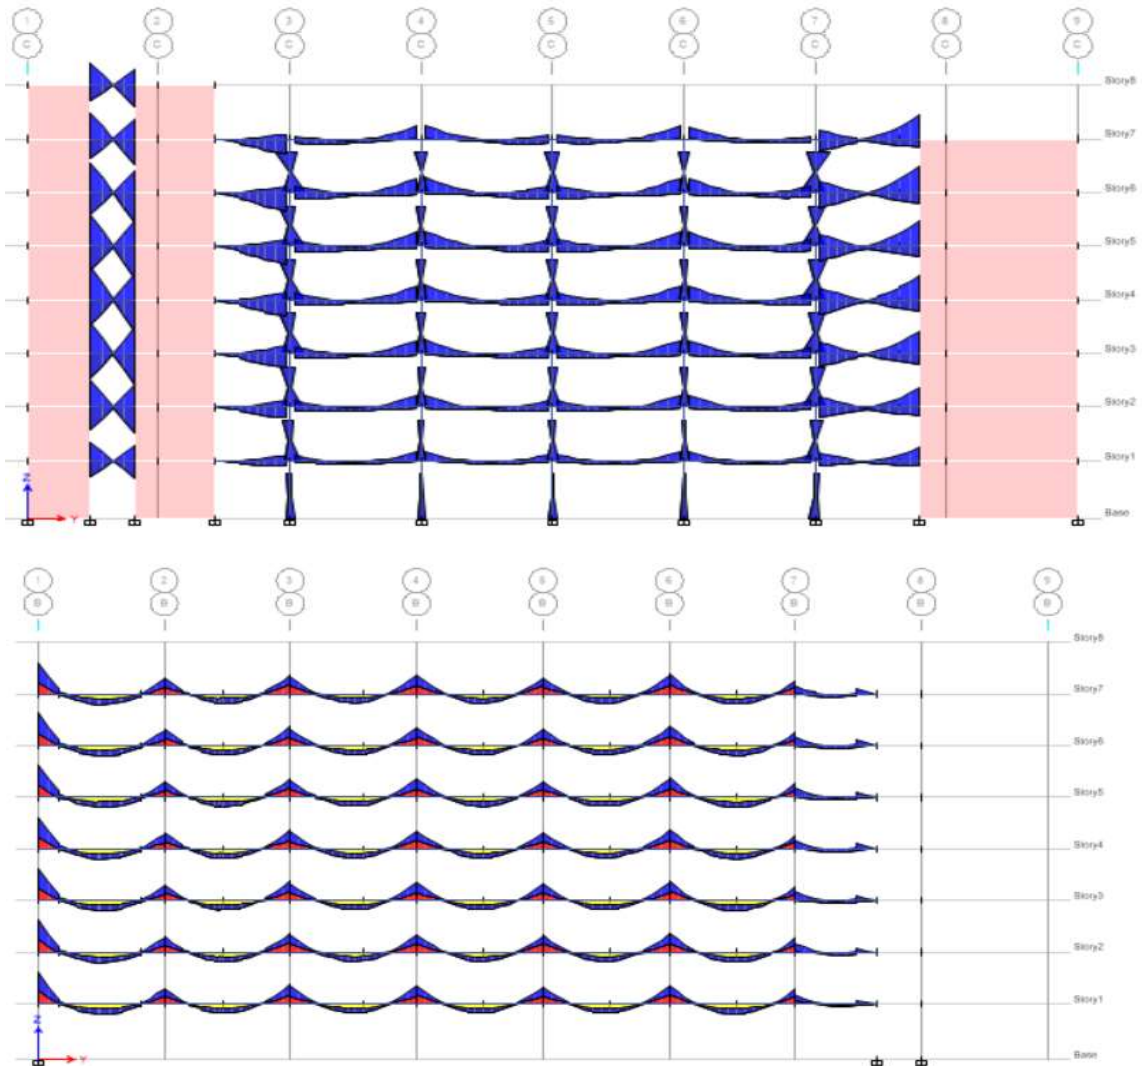 1 2 3 4 5 6 7 8 9
C C C C C C C C C
Story8
Story7
Story6
Story5
Story4
Story3
Story2
Story1
Z
Y
Base
1 2 3 4 5 6 7 8 9
B B B B B B B B B
Story8
Story7
Story6
Story5
Story4
Story3
Story2
Story1
Z
Y
Base